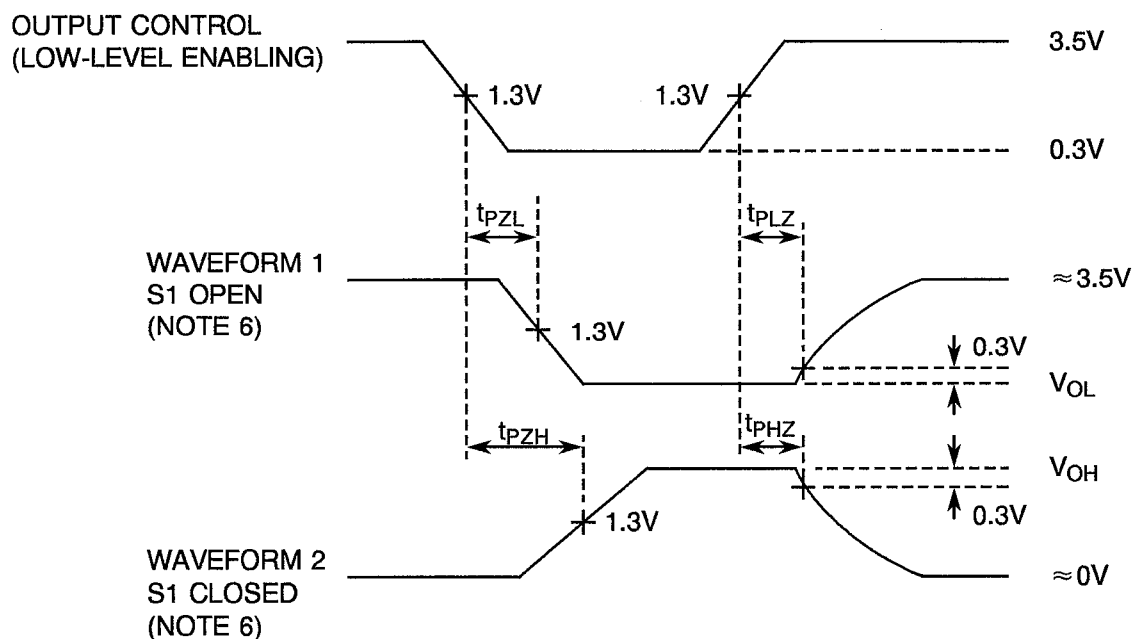 OUTPUT CONTROL
(LOW-LEVEL ENABLING)
3.5V
1.3V
1.3V
0.3V
tPZL
tPLZ
WAVEFORM 1
S1 OPEN
(NOTE 6)
≈3.5V
1.3V
0.3V
VOL
tPZH
tPHZ
VOH
1.3V
0.3V
WAVEFORM 2
S1 CLOSED
(NOTE 6)
≈0V